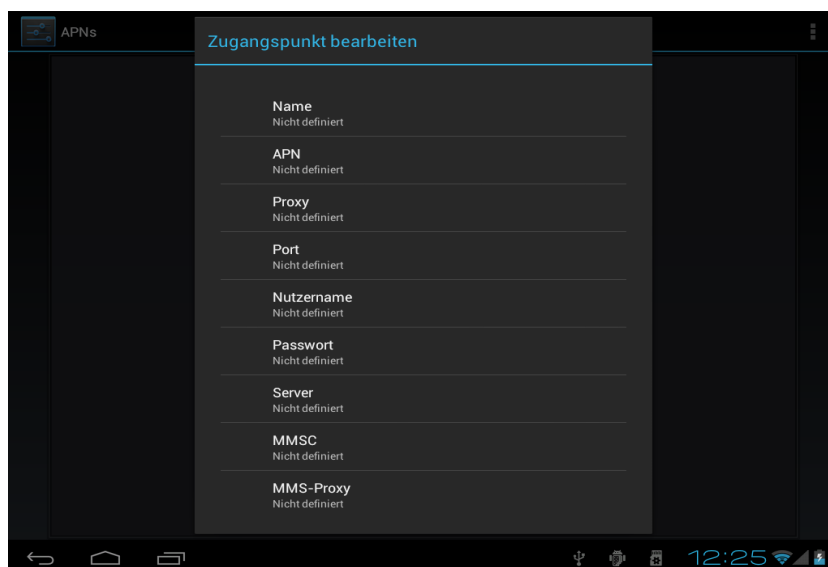 APNs
Zugangspunkt bearbeiten
Name
Nicht definiert
APN
Nicht definiert
Proxy
Nicht definiert
Port
Nicht definiert
Nutzername
Nicht definiert
Passwort
Nicht definiert
Server
Nicht definiert
MMSC
Nicht definiert
MMS-Proxy
Nicht definiert
12:25